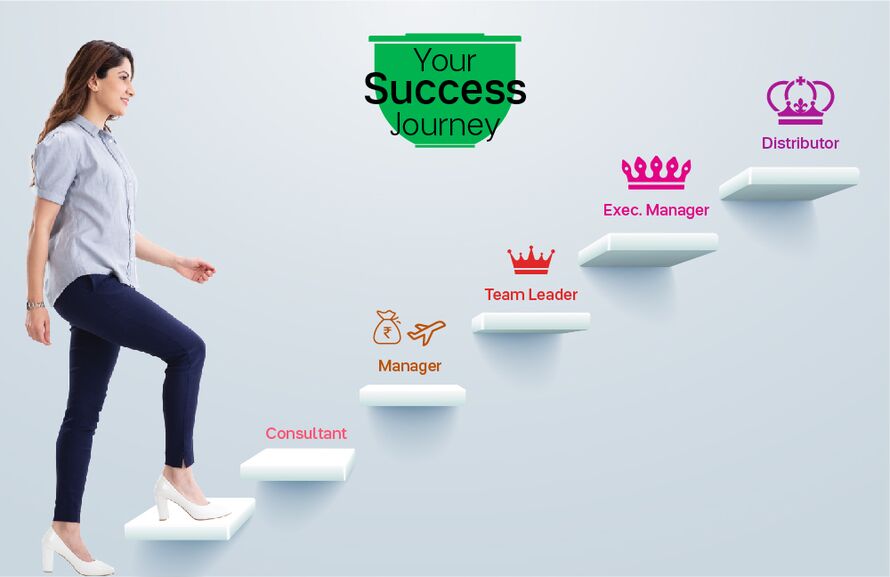 Your
Success
Journey
Distributor
Exec. Manager
Team Leader
₹
Manager
Consultant